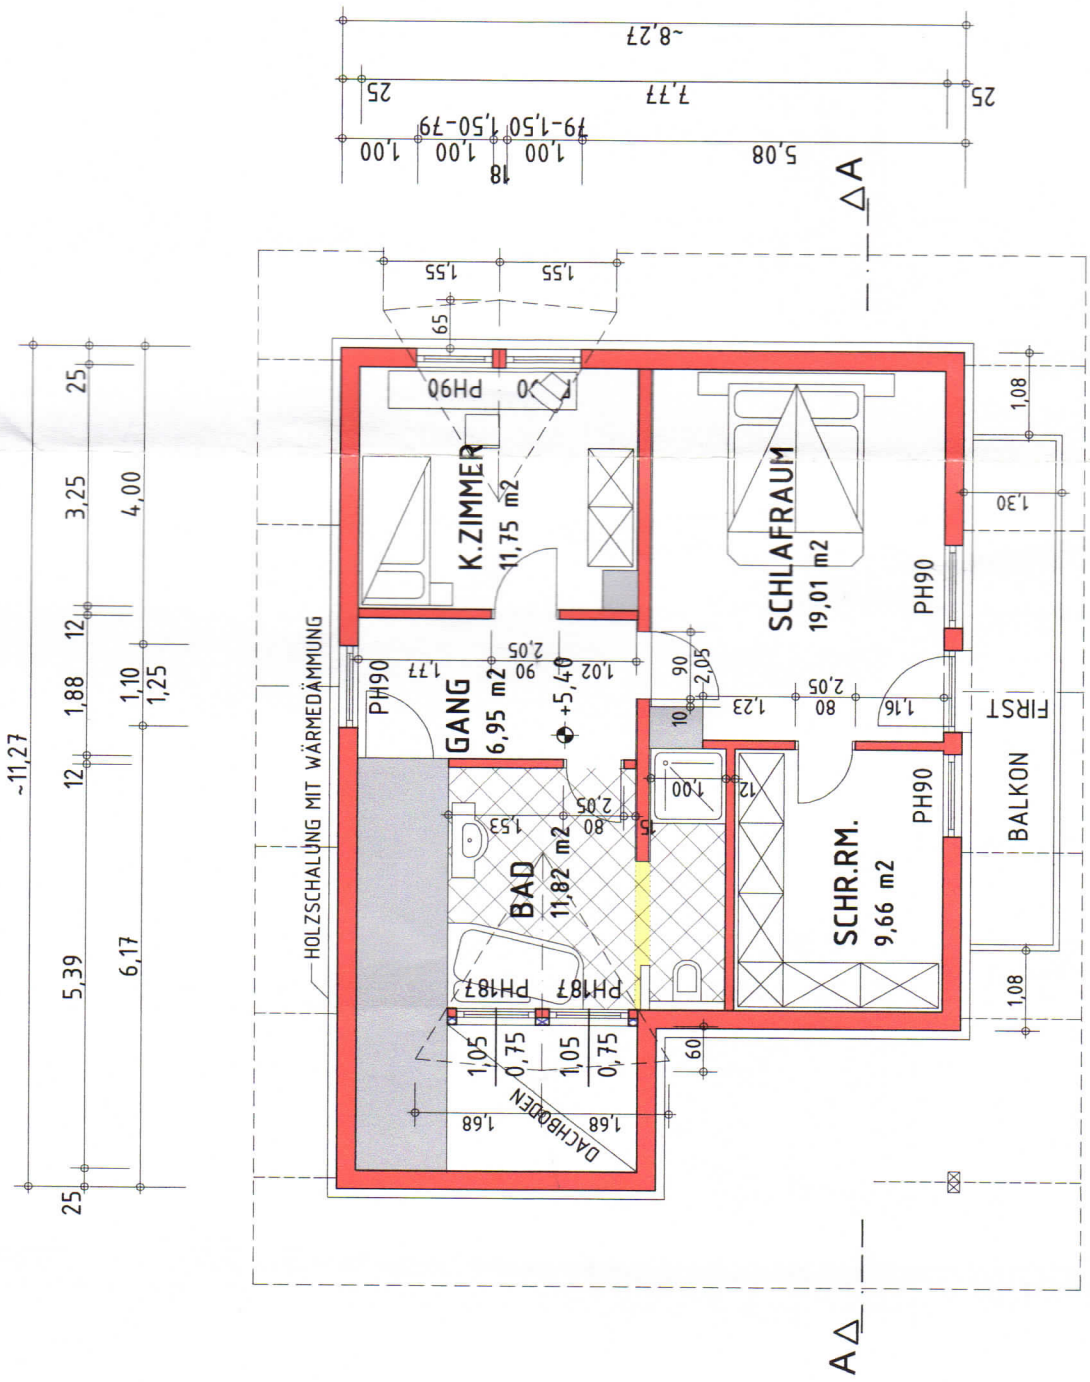 ~8,27
25
7,77
25
1,00
1,00
1,50-79
18
1,00
79-1,50
5,08
A
1,55
1,55
65
~11,27
25
3,25
12
1,88
12
5,39
25
4,00
1,10
1,25
6,17
HOLZSCHALUNG MIT WÄRMEDÄMMUNG
PH90
K.ZIMMER
11,75 m2
SCHLAFRAUM
19,01 m2
PH90
1,08
1,30
PH90
GANG
6,95 m2
+5,40
1,77
90
2,05
1,02
90
2,05
10
1,23
80
2,05
1,16
BAD
11,82 m2
1,53
80
2,05
15
1,00
12
SCHR.RM.
9,66 m2
PH90
BALKON
FIRST
1,08
PH187
PH187
1,05
0,75
1,05
0,75
60
1,68
1,68
DACHBODEN
A